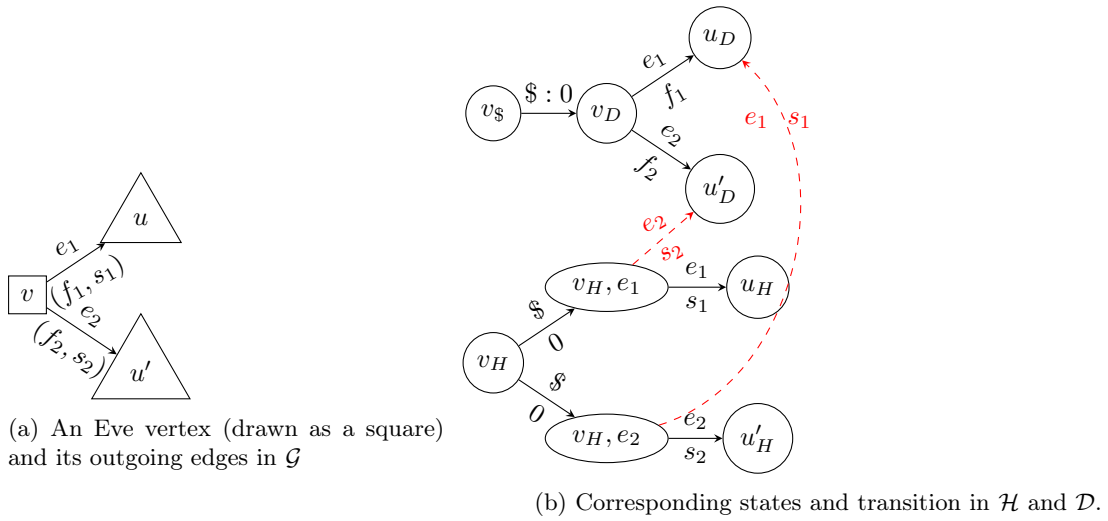 v
e₁
(f₁, s₁)
e₂
(f₂, s₂)
u
u′
(a) An Eve vertex (drawn as a square)
and its outgoing edges in 𝒢
v_$
$ : 0
v_D
e₁
f₁
e₂
f₂
u_D
u′_D
e₁
s₁
e₂
s₂
v_H
$
0
$
0
v_H, e₁
e₁
s₁
u_H
v_H, e₂
e₂
s₂
u′_H
(b) Corresponding states and transition in ℋ and 𝒟.